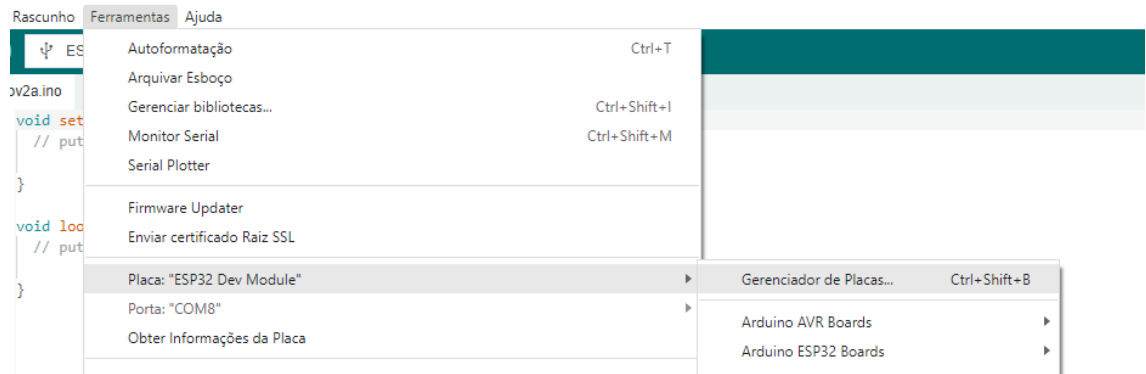 Rascunho Ferramentas Ajuda
ES
ov2a.ino
void set
// put
}
void loo
// put
}
Autoformatação Ctrl+T
Arquivar Esboço
Gerenciar bibliotecas... Ctrl+Shift+I
Monitor Serial Ctrl+Shift+M
Serial Plotter
Firmware Updater
Enviar certificado Raiz SSL
Placa: "ESP32 Dev Module"
Porta: "COM8"
Obter Informações da Placa
Gerenciador de Placas... Ctrl+Shift+B
Arduino AVR Boards
Arduino ESP32 Boards